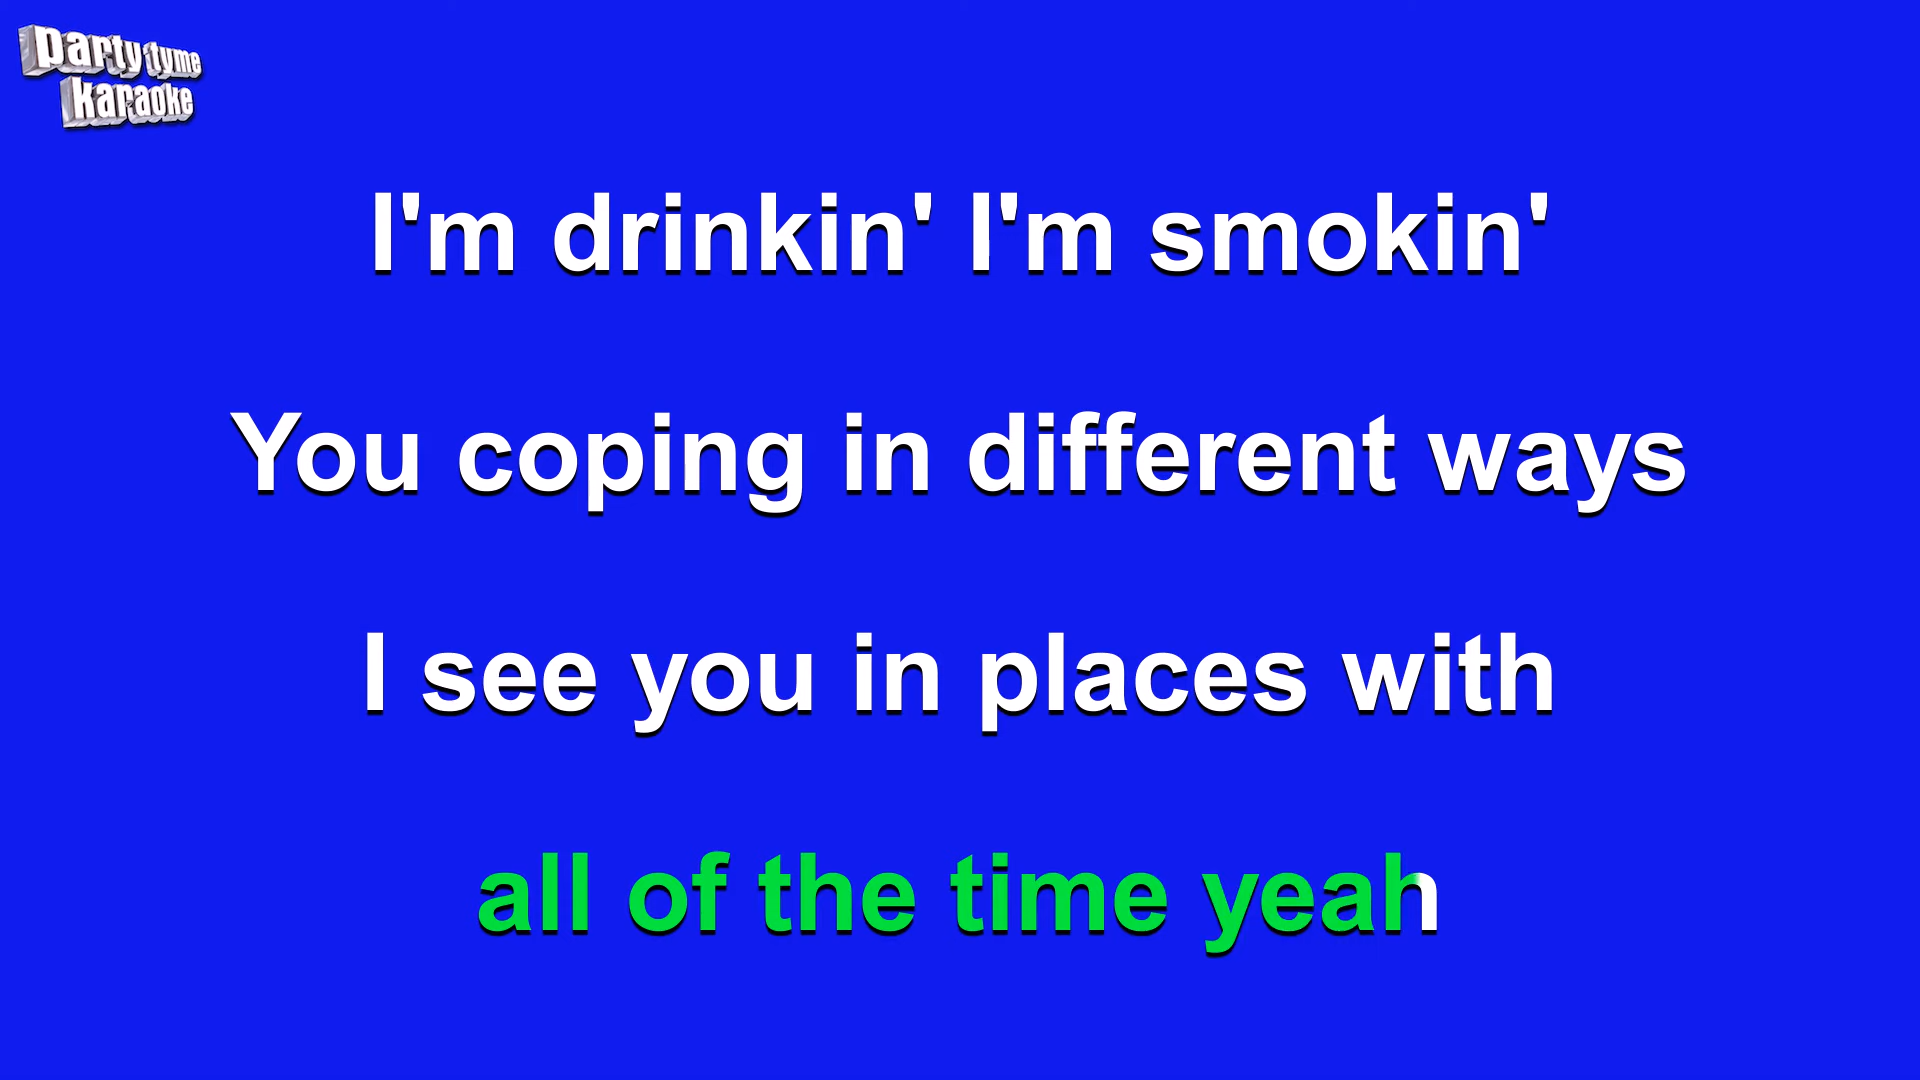 party tyme
karaoke
I'm drinkin' I'm smokin'
You coping in different ways
I see you in places with
all of the time yeah